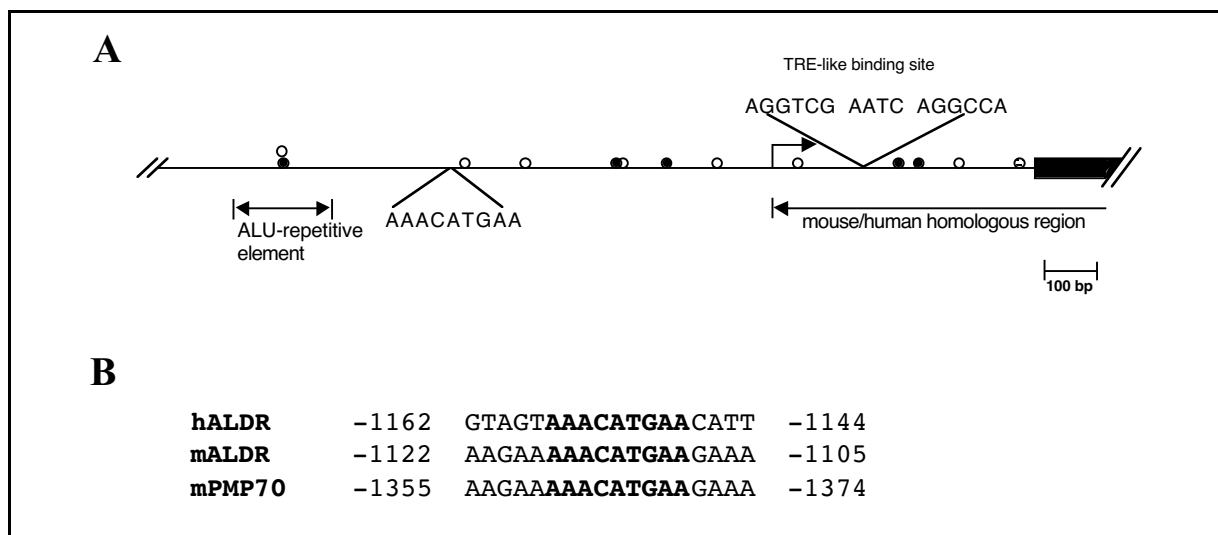 A
TRE-like binding site
AGGTCG AATC AGGCCA
AAACATGAA
ALU-repetitive
element
mouse/human homologous region
100 bp
B
hALDR −1162 GTAGTAAACATGAACATT −1144
mALDR −1122 AAGAAAAACATGAAGAAA −1105
mPMP70 −1355 AAGAAAAACATGAAGAAA −1374